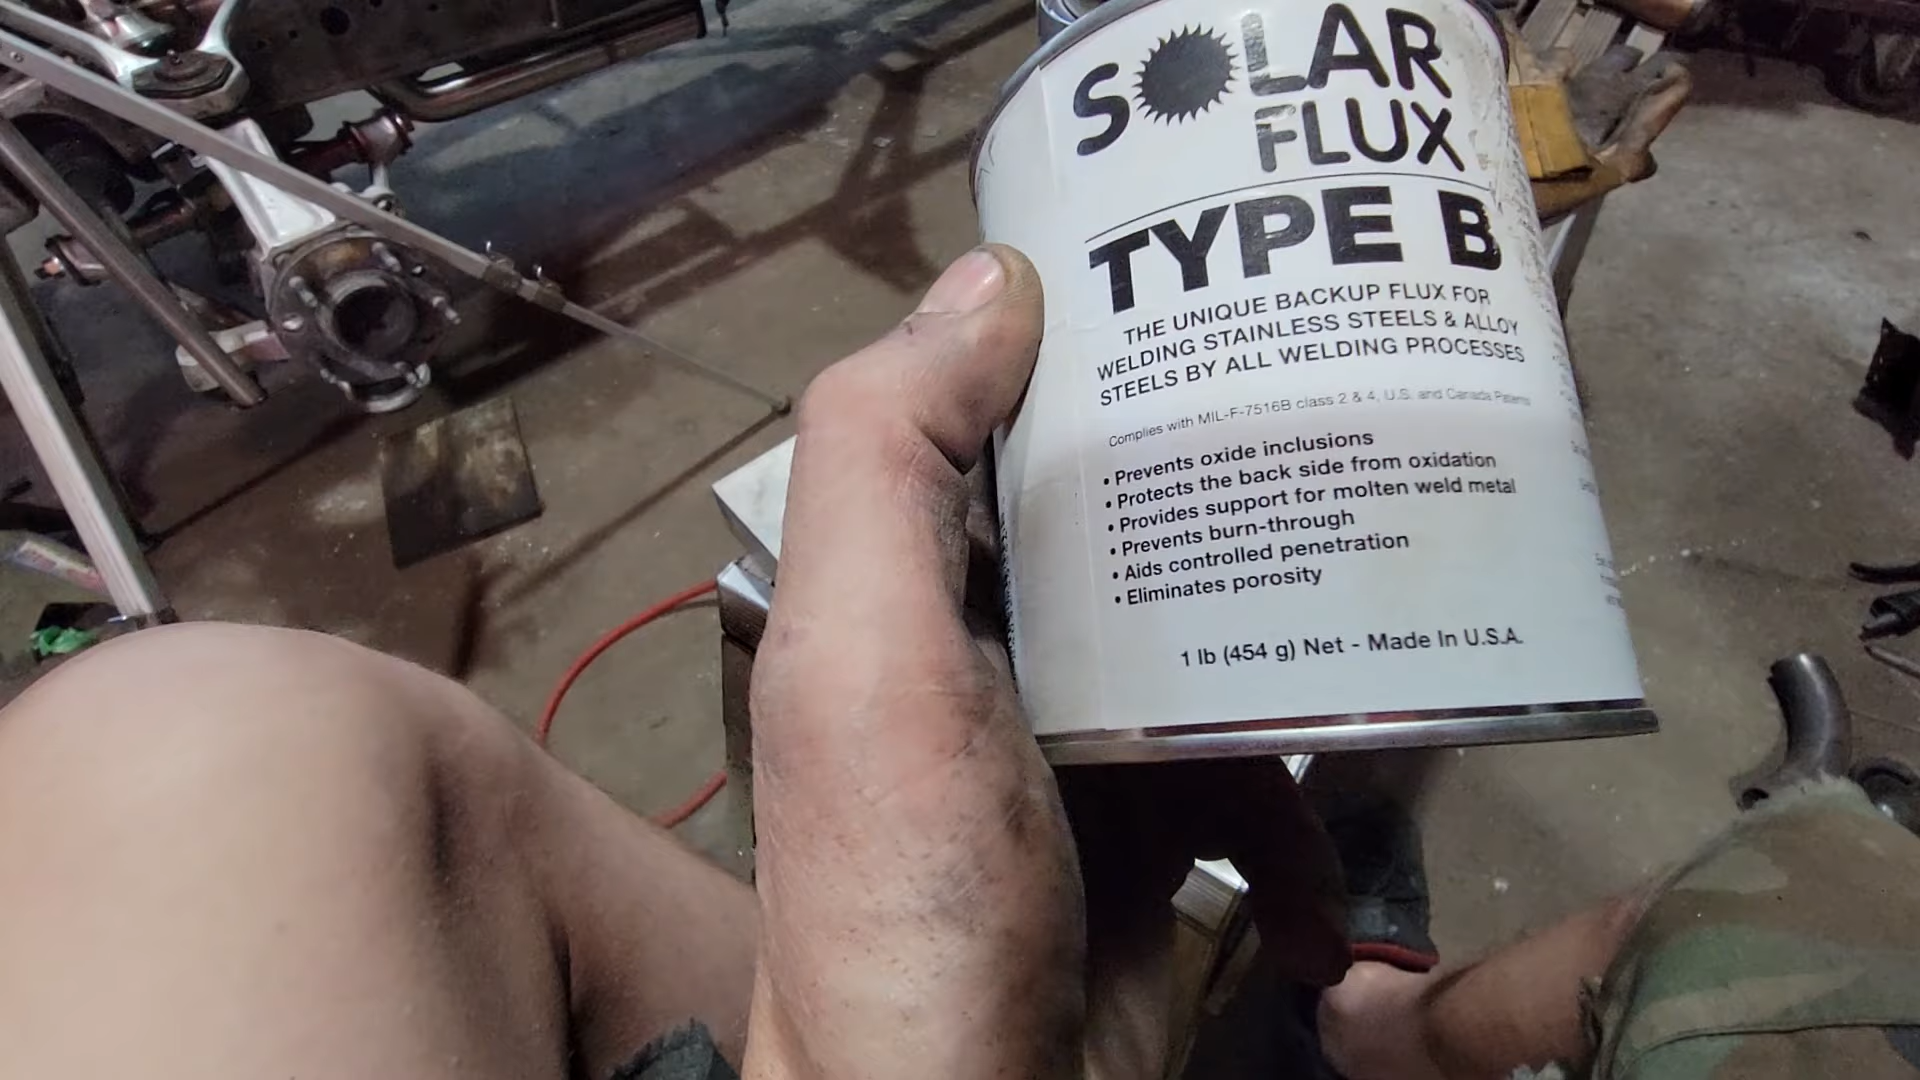 SOLAR
FLUX
TYPE B
THE UNIQUE BACKUP FLUX FOR
WELDING STAINLESS STEELS & ALLOY
STEELS BY ALL WELDING PROCESSES
Complies with MIL-F-7516B class 2 & 4, U.S. and Canada Patents
• Prevents oxide inclusions
• Protects the back side from oxidation
• Provides support for molten weld metal
• Prevents burn-through
• Aids controlled penetration
• Eliminates porosity
1 lb (454 g) Net - Made In U.S.A.